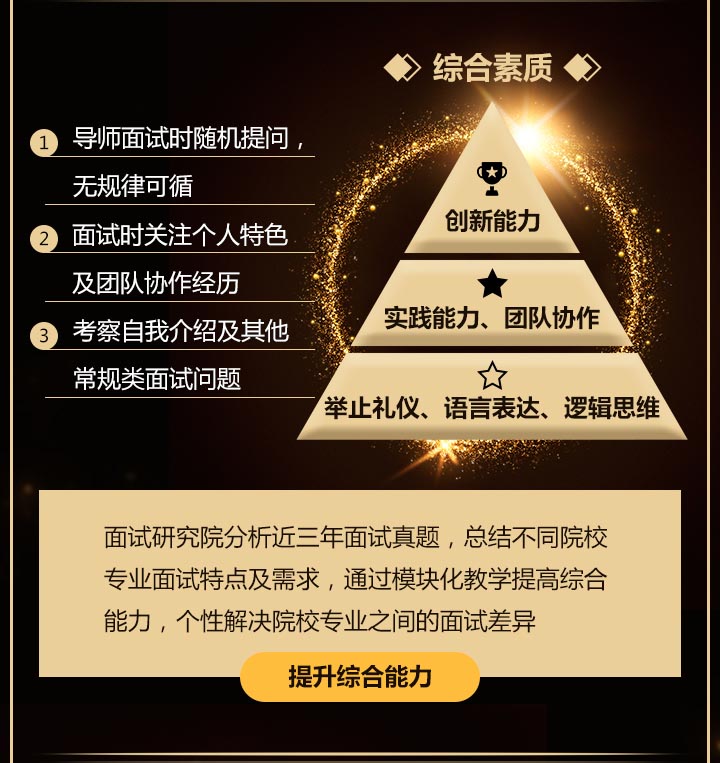 综合素质
1 导师面试时随机提问，
无规律可循
2 面试时关注个人特色
及团队协作经历
3 考察自我介绍及其他
常规类面试问题
创新能力
实践能力、团队协作
举止礼仪、语言表达、逻辑思维
面试研究院分析近三年面试真题，总结不同院校
专业面试特点及需求，通过模块化教学提高综合
能力，个性解决院校专业之间的面试差异
提升综合能力